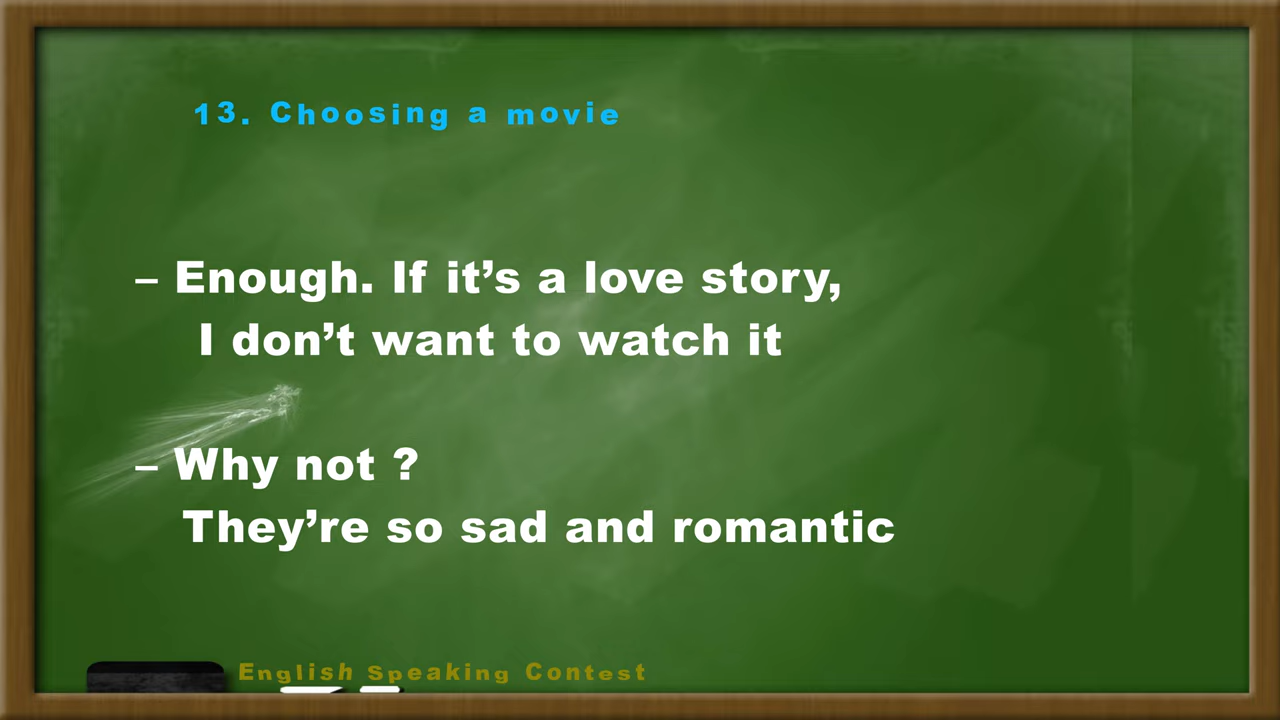 13. Choosing a movie
– Enough. If it’s a love story,
I don’t want to watch it
– Why not ?
They’re so sad and romantic
English Speaking Contest